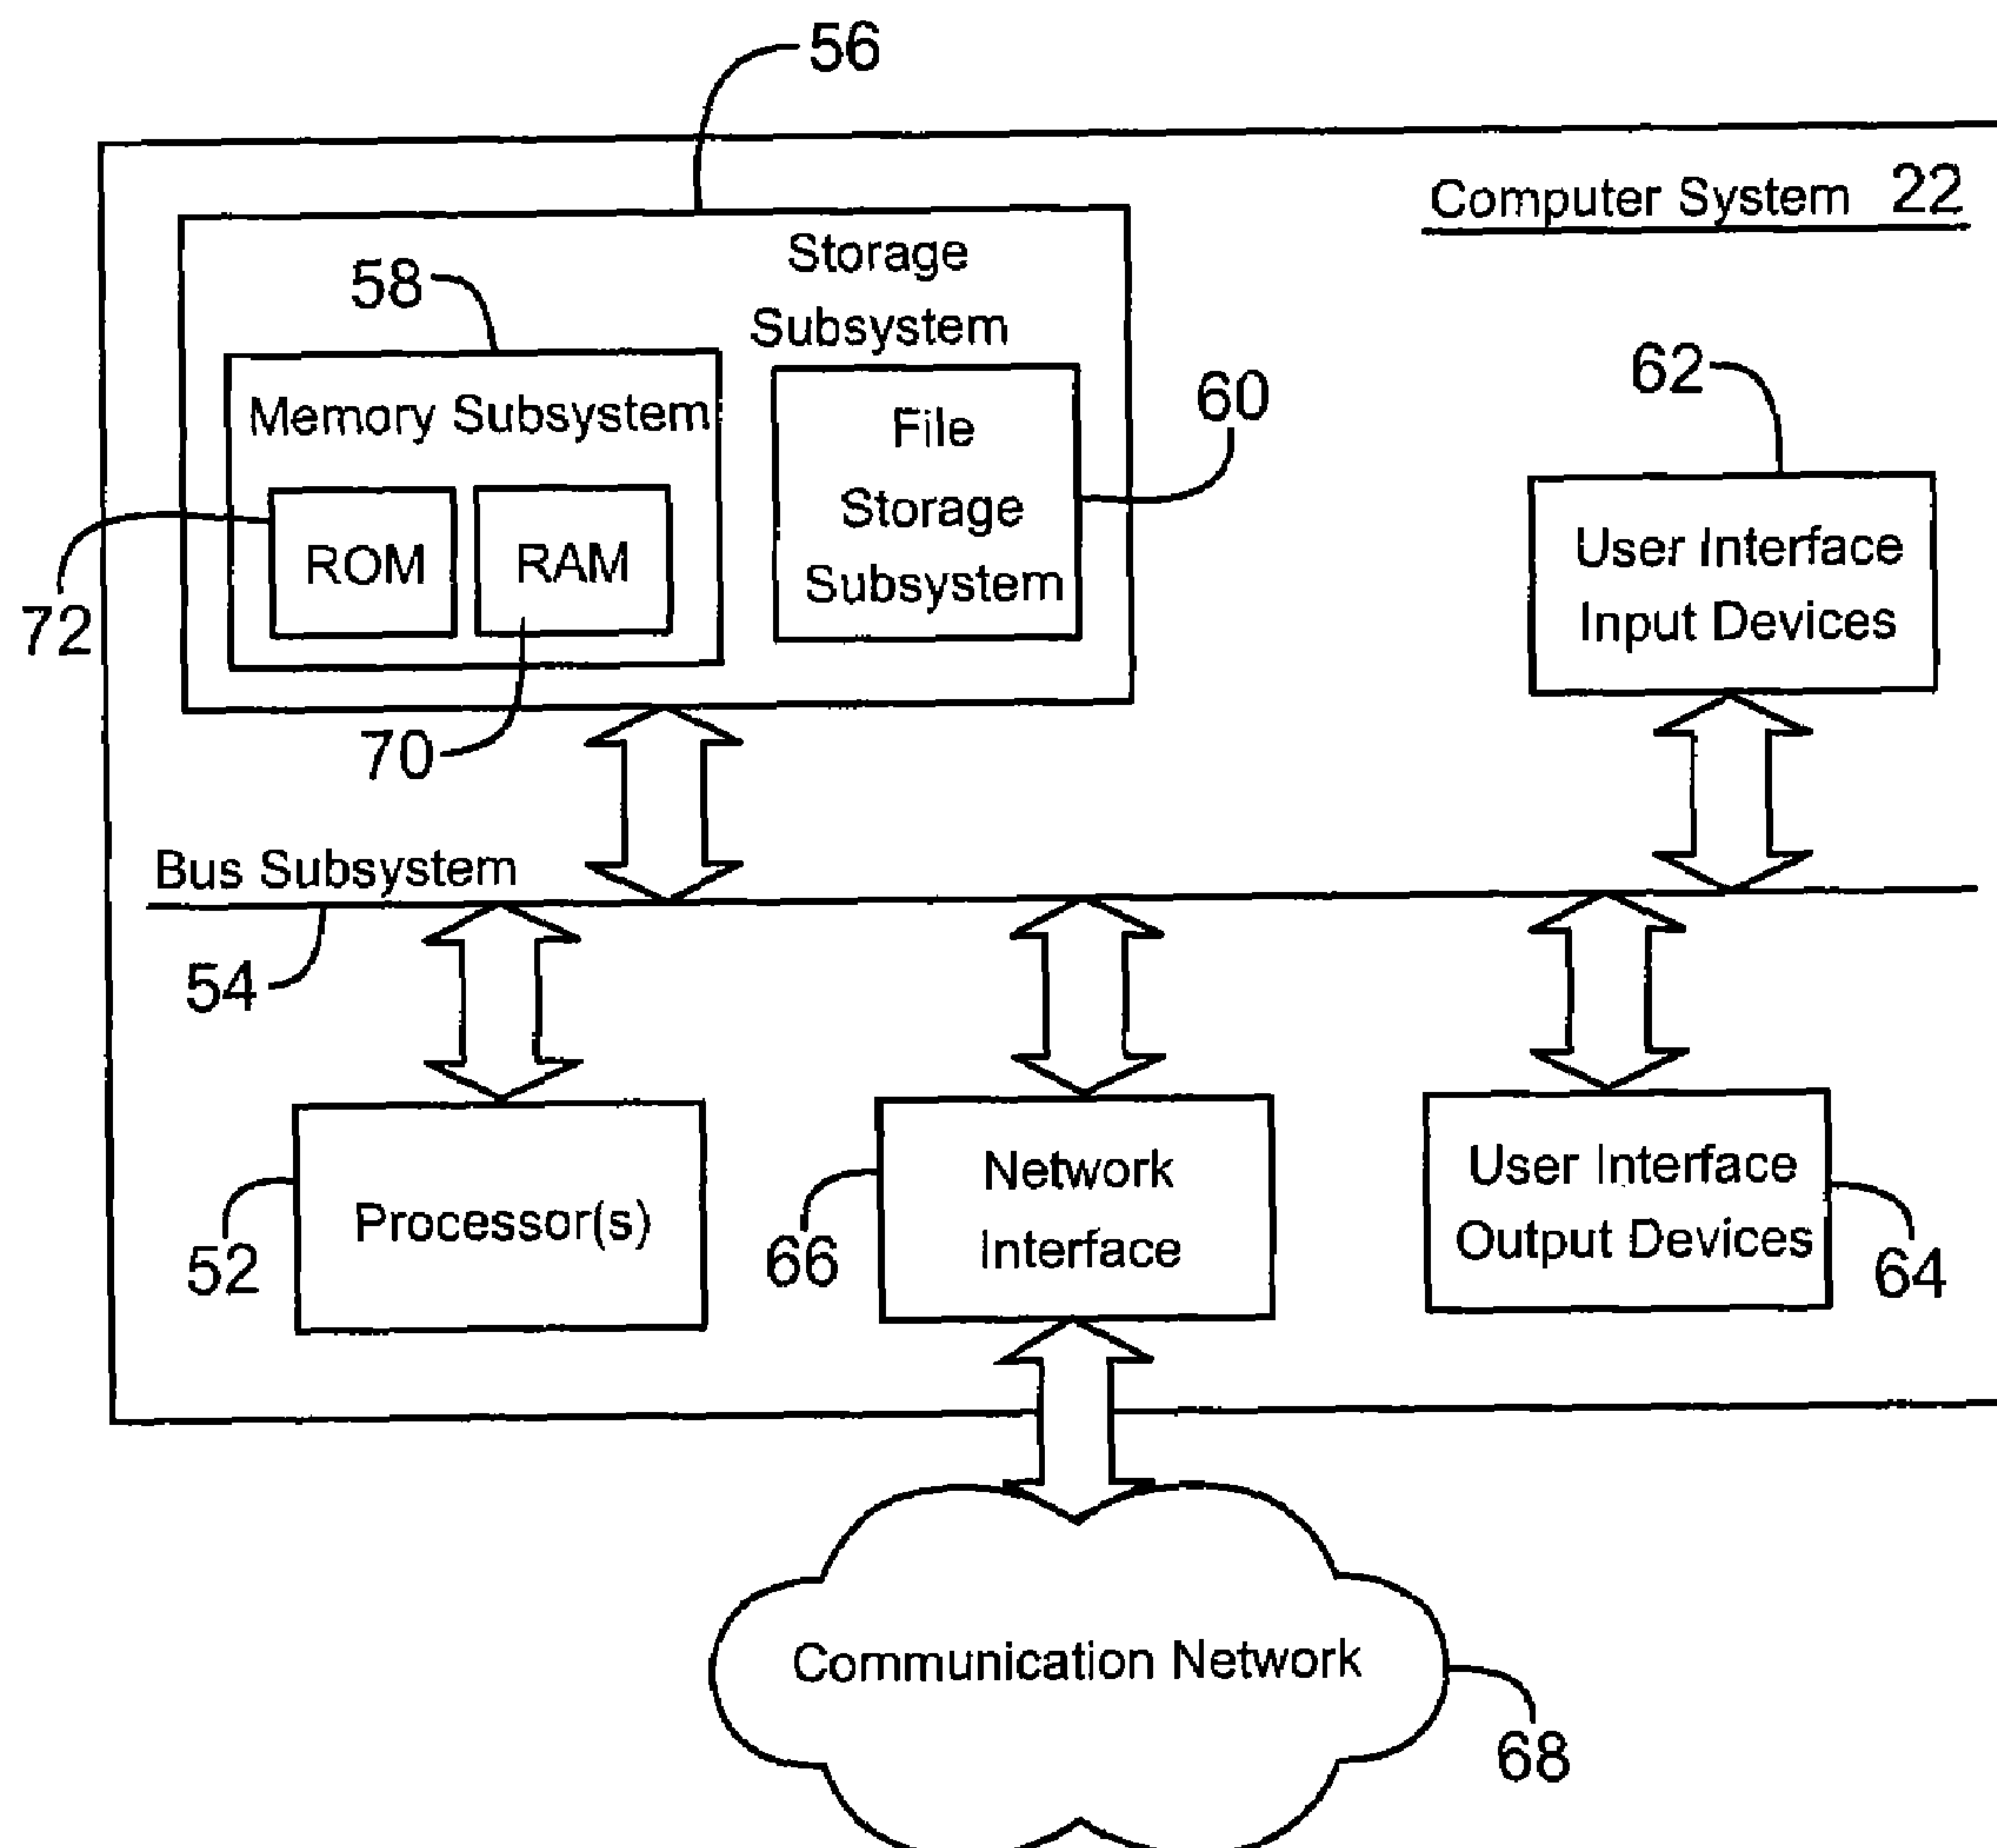 56
Computer System 22
Storage
Subsystem
58
Memory Subsystem
62
60
File
Storage
Subsystem
ROM
RAM
User Interface
Input Devices
72
70
Bus Subsystem
54
Processor(s)
52
Network
Interface
66
User Interface
Output Devices
64
Communication Network
68